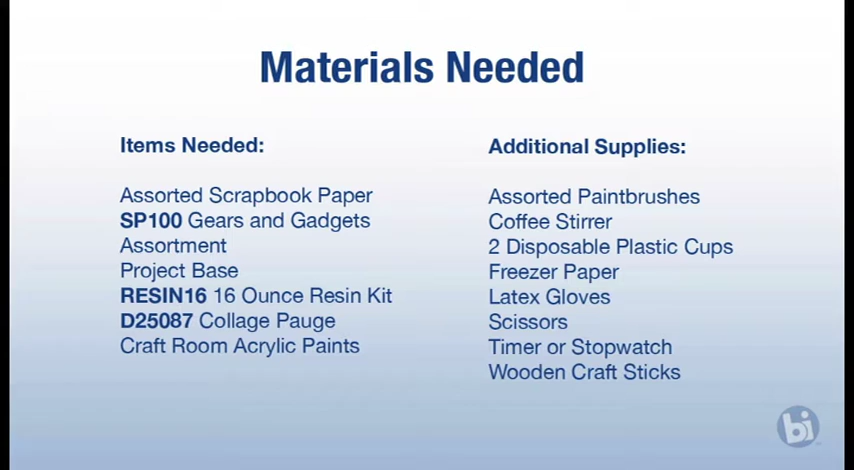 Materials Needed
Items Needed:
Assorted Scrapbook Paper
SP100 Gears and Gadgets
Assortment
Project Base
RESIN16 16 Ounce Resin Kit
D25087 Collage Pauge
Craft Room Acrylic Paints
Additional Supplies:
Assorted Paintbrushes
Coffee Stirrer
2 Disposable Plastic Cups
Freezer Paper
Latex Gloves
Scissors
Timer or Stopwatch
Wooden Craft Sticks
bi